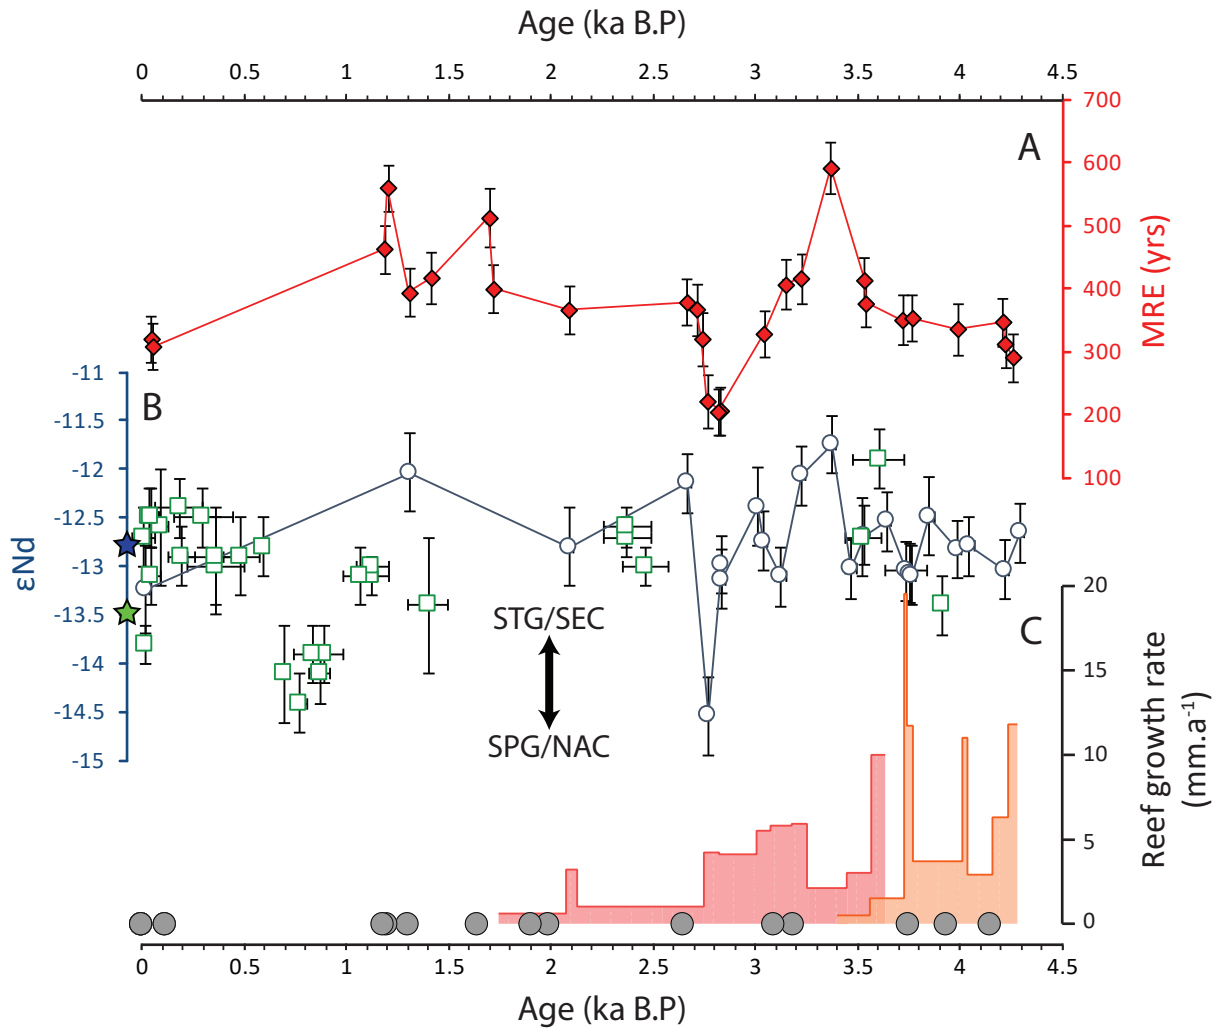 Age (ka B.P)
0 0.5 1 1.5 2 2.5 3 3.5 4 4.5
A
700
600
500
400
300
200
100
MRE (yrs)
B
-11
-11.5
-12
-12.5
-13
-13.5
-14
-14.5
-15
εNd
STG/SEC
SPG/NAC
C
20
15
10
5
0
Reef growth rate
(mm.a⁻¹)
0 0.5 1 1.5 2 2.5 3 3.5 4 4.5
Age (ka B.P)